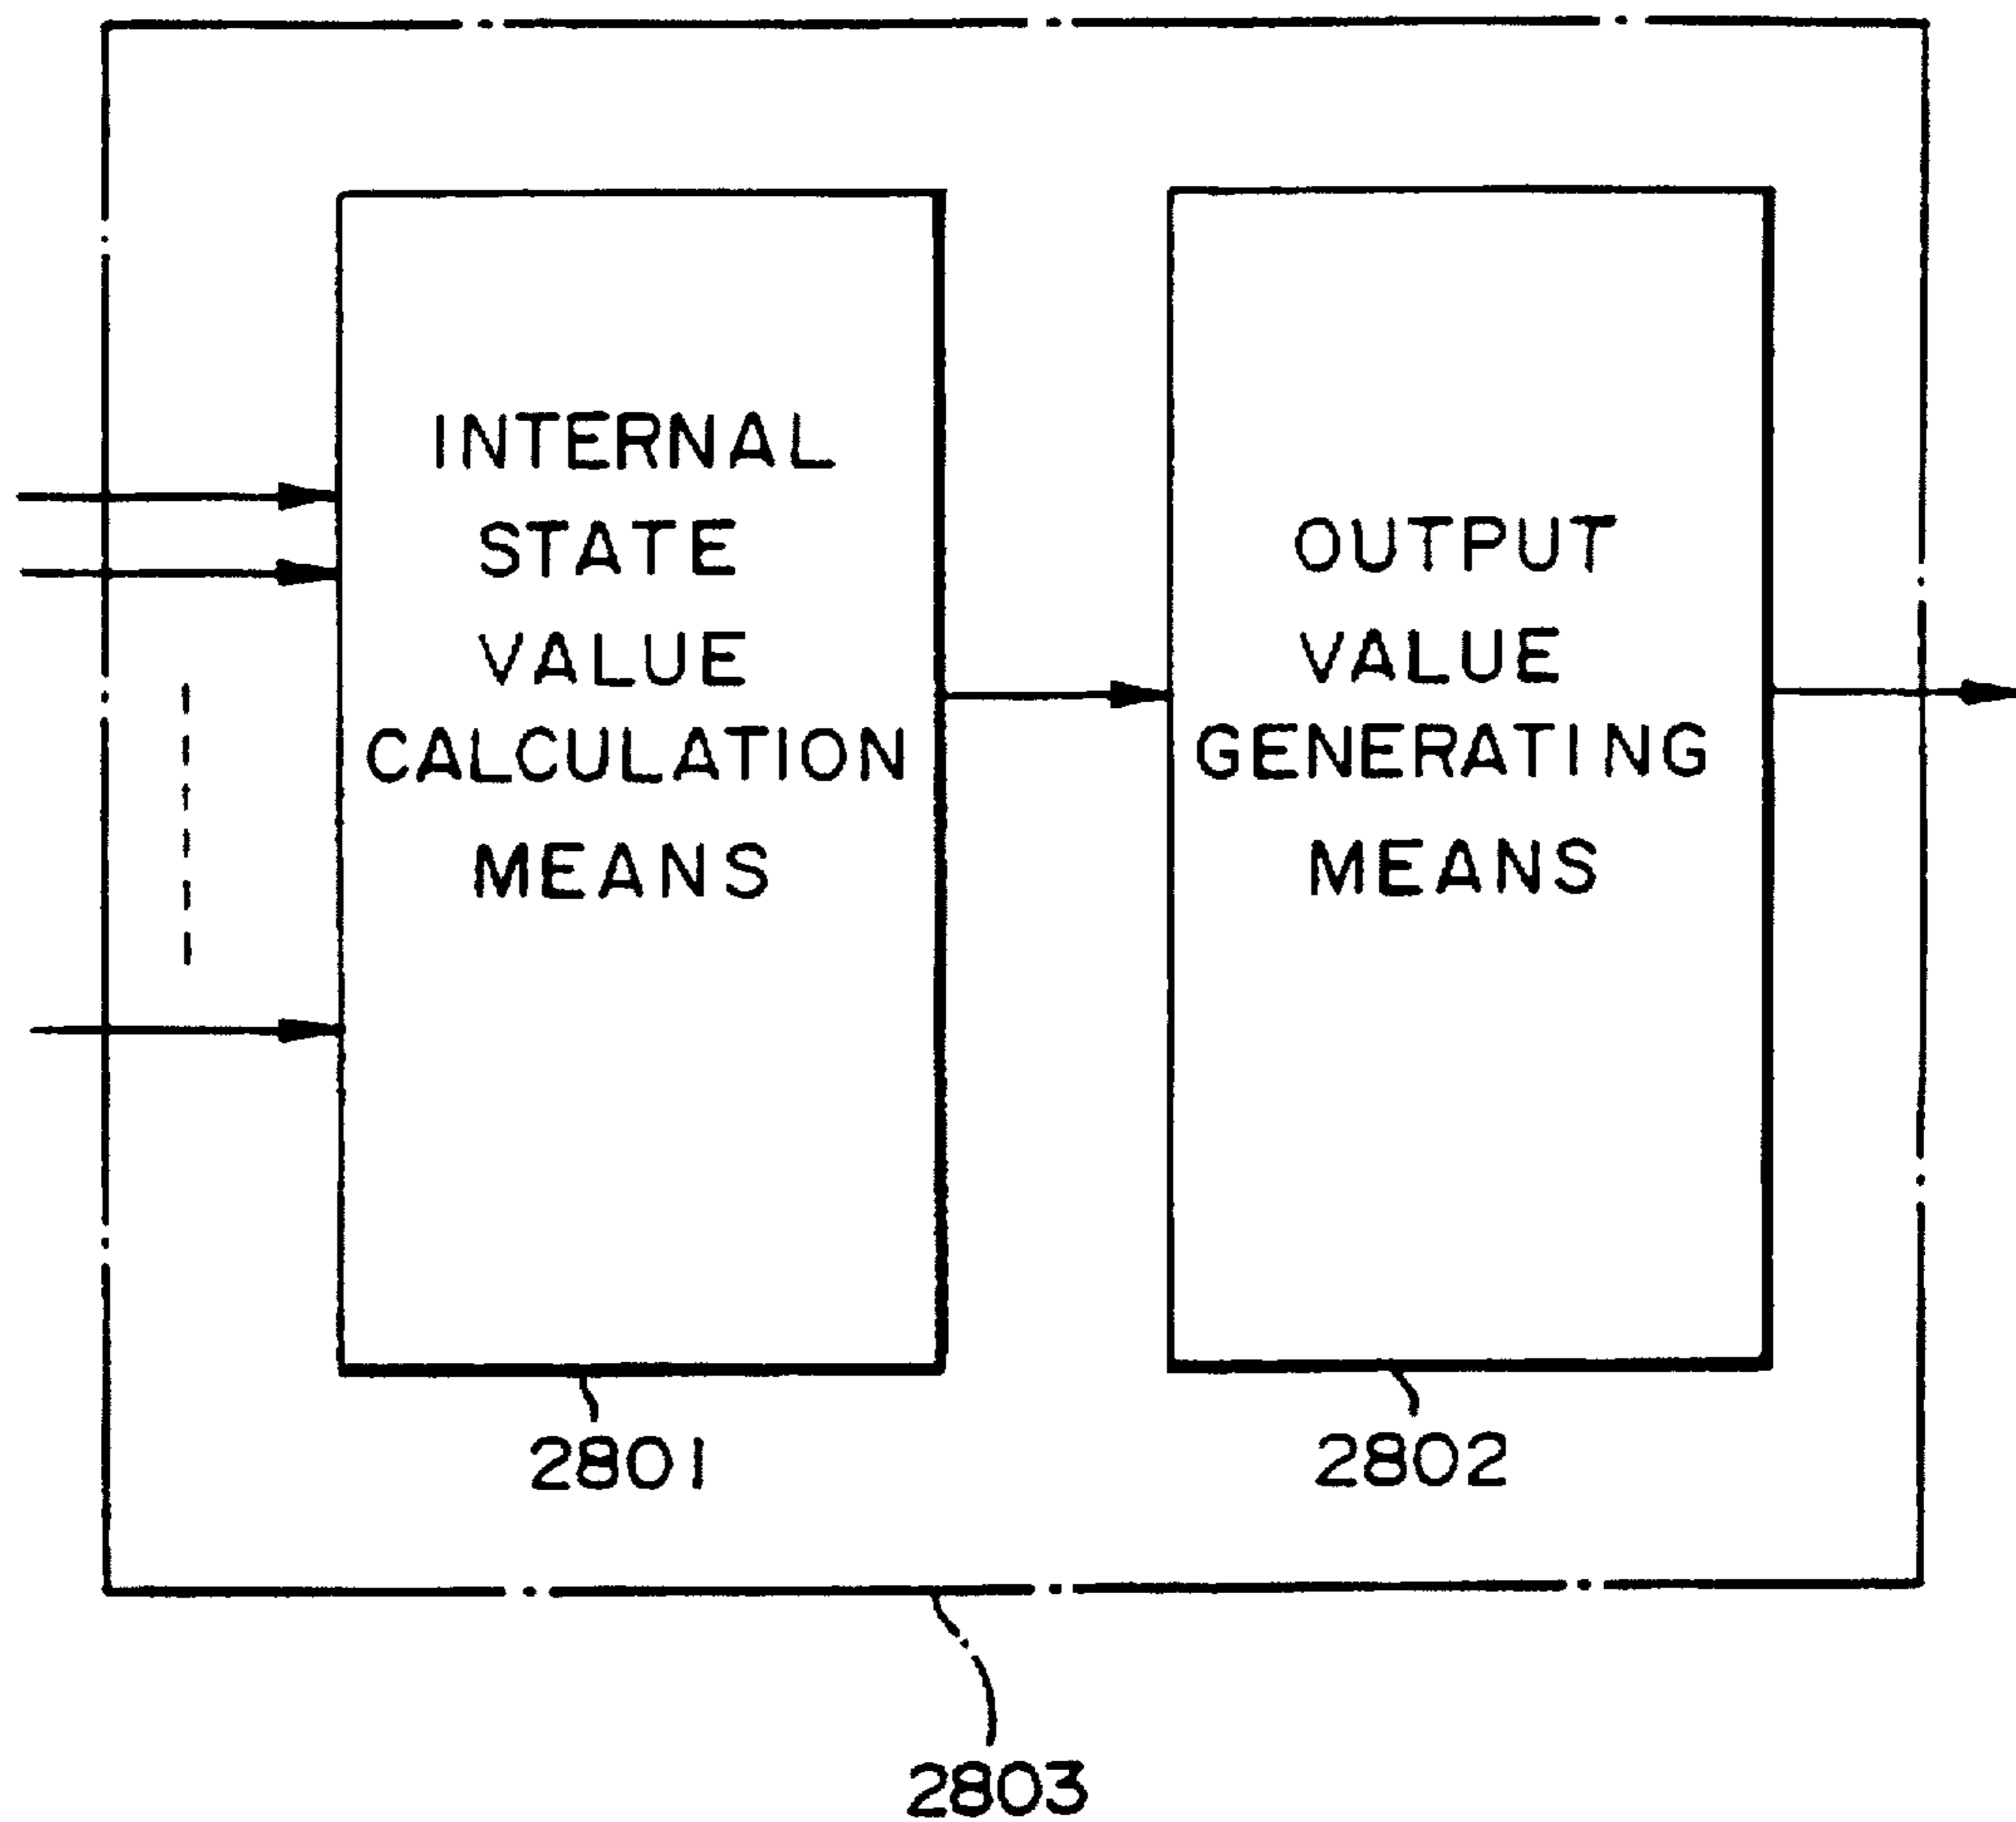 INTERNAL
STATE
VALUE
CALCULATION
MEANS
OUTPUT
VALUE
GENERATING
MEANS
2801
2802
2803